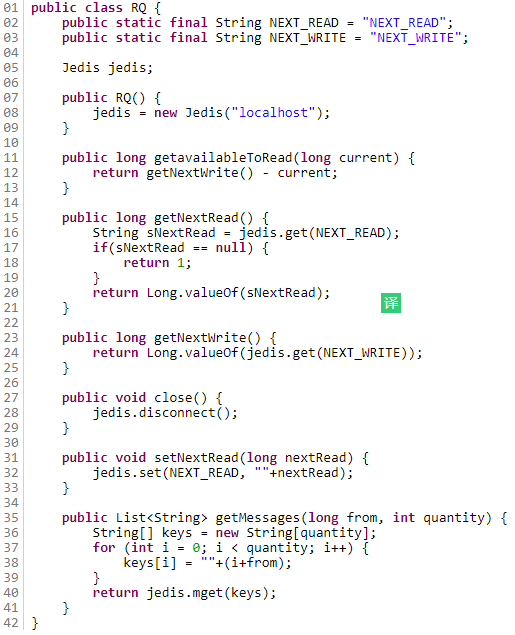 01 public class RQ {
02     public static final String NEXT_READ = "NEXT_READ";
03     public static final String NEXT_WRITE = "NEXT_WRITE";
04
05     Jedis jedis;
06
07     public RQ() {
08         jedis = new Jedis("localhost");
09     }
10
11     public long getavailableToRead(long current) {
12         return getNextWrite() - current;
13     }
14
15     public long getNextRead() {
16         String sNextRead = jedis.get(NEXT_READ);
17         if(sNextRead == null) {
18             return 1;
19         }
20         return Long.valueOf(sNextRead);
译
21     }
22
23     public long getNextWrite() {
24         return Long.valueOf(jedis.get(NEXT_WRITE));
25     }
26
27     public void close() {
28         jedis.disconnect();
29     }
30
31     public void setNextRead(long nextRead) {
32         jedis.set(NEXT_READ, ""+nextRead);
33     }
34
35     public List<String> getMessages(long from, int quantity) {
36         String[] keys = new String[quantity];
37         for (int i = 0; i < quantity; i++) {
38             keys[i] = ""+(i+from);
39         }
40         return jedis.mget(keys);
41     }
42 }